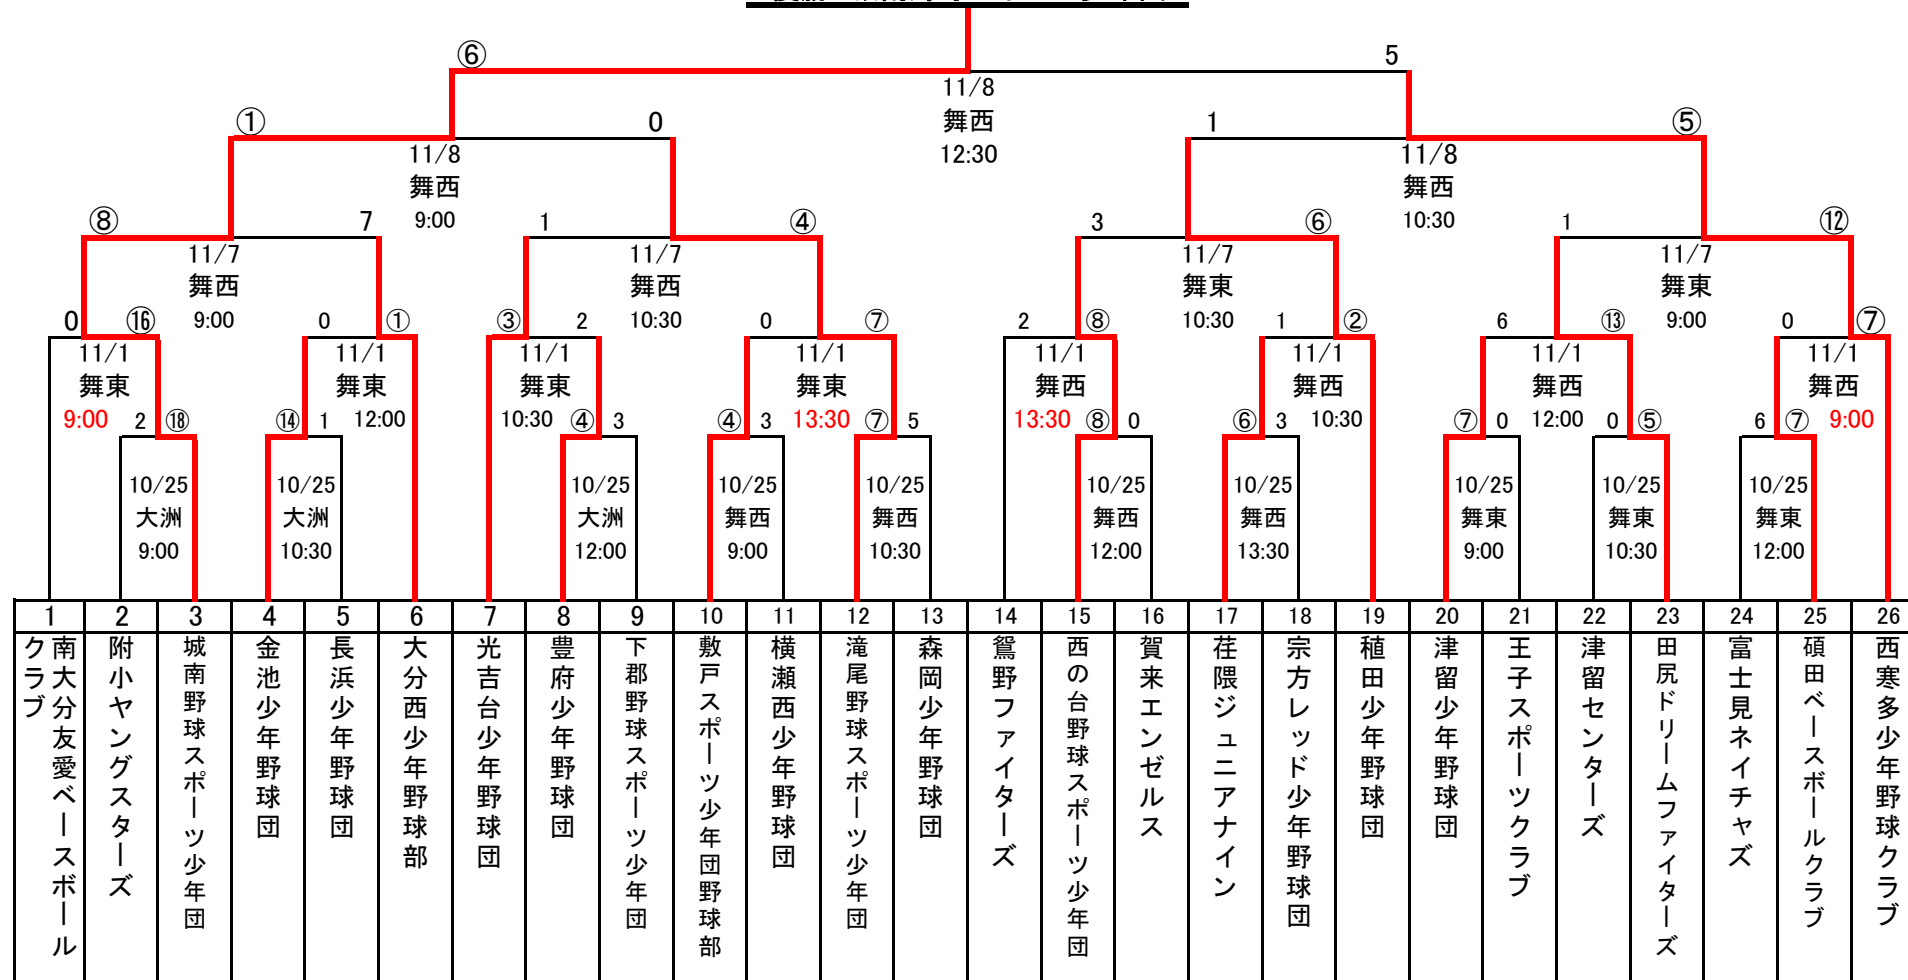 ⑥ 5
11/8
舞西
12:30
① 0 1 ⑤
11/8 11/8
舞西 舞西
9:00 10:30
⑧ 7 1 ④ 3 ⑥ 1 ⑫
11/7 11/7 11/7 11/7
舞西 舞西 舞東 舞東
9:00 10:30 10:30 9:00
0 ⑯ 0 ① ③ 2 0 ⑦ 2 ⑧ 1 ② 6 ⑬ 0 ⑦
11/1 11/1 11/1 11/1 11/1 11/1 11/1 11/1
舞東 舞東 舞東 舞東 舞西 舞西 舞西 舞西
9:00 12:00 10:30 13:30 13:30 10:30 12:00 9:00
2 ⑱ ⑭ 1 ④ 3 ④ 3 ⑦ 5 ⑧ 0 ⑥ 3 ⑦ 0 0 ⑤ 6 ⑦
10/25 10/25 10/25 10/25 10/25 10/25 10/25 10/25 10/25 10/25
大洲 大洲 大洲 舞西 舞西 舞西 舞西 舞東 舞東 舞東
9:00 10:30 12:00 9:00 10:30 12:00 13:30 9:00 10:30 12:00
1 2 3 4 5 6 7 8 9 10 11 12 13 14 15 16 17 18 19 20 21 22 23 24 25 26
南大分友愛ベースボール
クラブ
附小ヤングスターズ
城南野球スポーツ少年団
金池少年野球団
長浜少年野球団
大分西少年野球部
光吉台少年野球団
豊府少年野球団
下郡野球スポーツ少年団
敷戸スポーツ少年団野球部
横瀬西少年野球団
滝尾野球スポーツ少年団
森岡少年野球団
鴛野ファイターズ
西の台野球スポーツ少年団
賀来エンゼルス
荏隈ジュニアナイン
宗方レッド少年野球団
稙田少年野球団
津留少年野球団
王子スポーツクラブ
津留センターズ
田尻ドリームファイターズ
富士見ネイチャズ
碩田ベースボールクラブ
西寒多少年野球クラブ